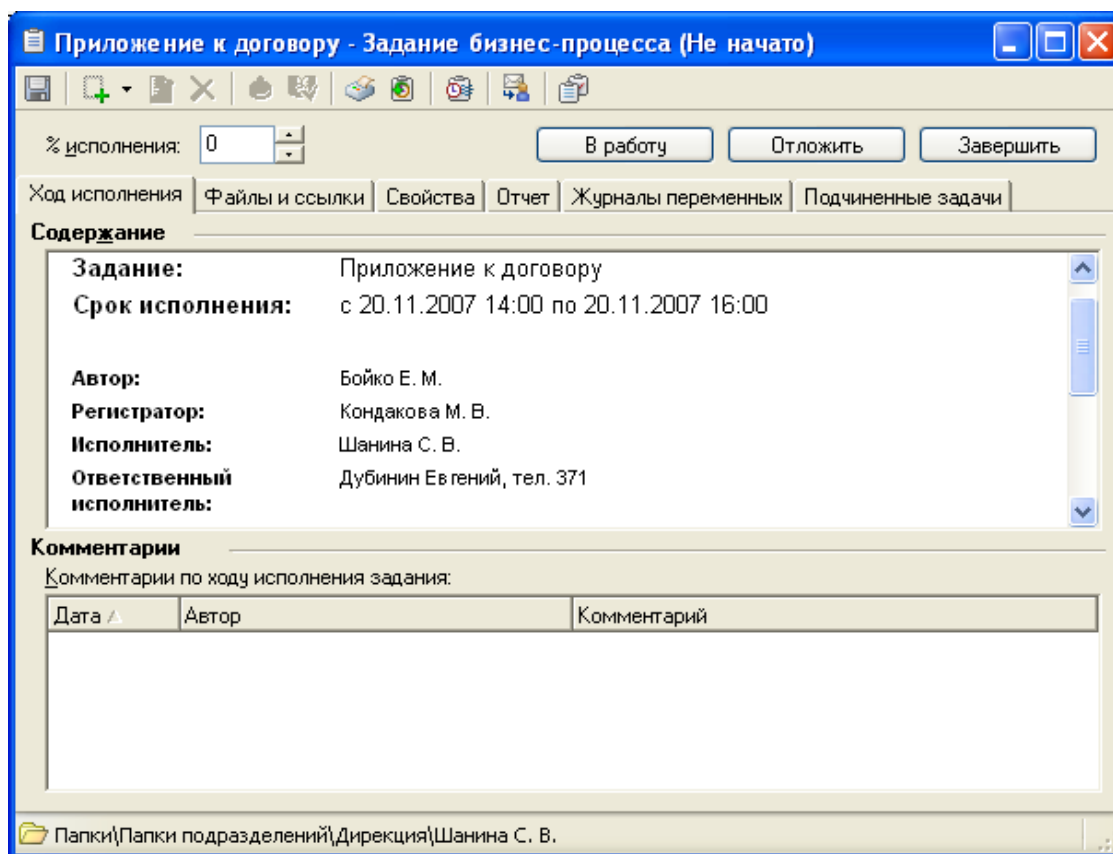 Приложение к договору - Задание бизнес-процесса (Не начато)
% исполнения: 0 В работу Отложить Завершить
Ход исполнения Файлы и ссылки Свойства Отчет Журналы переменных Подчиненные задачи
Содержание
Задание: Приложение к договору
Срок исполнения: с 20.11.2007 14:00 по 20.11.2007 16:00
Автор: Бойко Е. М.
Регистратор: Кондакова М. В.
Исполнитель: Шанина С. В.
Ответственный Дубинин Евгений, тел. 371
исполнитель:
Комментарии
Комментарии по ходу исполнения задания:
Дата Автор Комментарий
Папки\Папки подразделений\Дирекция\Шанина С. В.